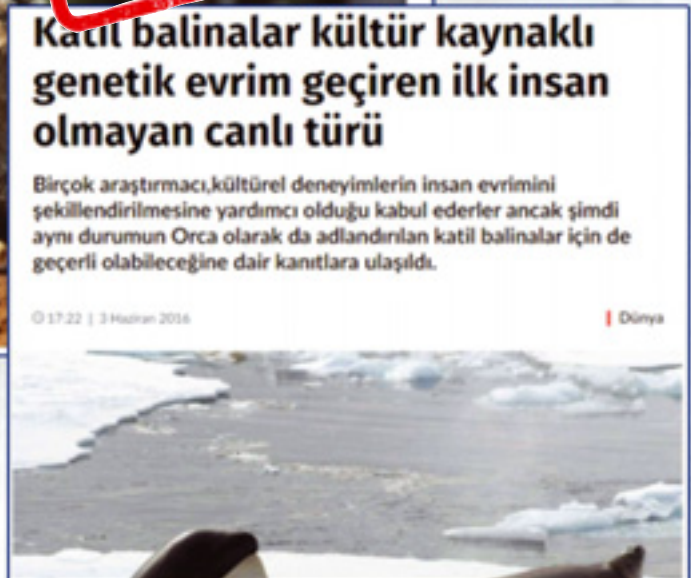 Katil balinalar kültür kaynaklı
genetik evrim geçiren ilk insan
olmayan canlı türü
Birçok araştırmacı,kültürel deneyimlerin insan evrimini
şekillendirilmesine yardımcı olduğu kabul ederler ancak şimdi
aynı durumun Orca olarak da adlandırılan katil balinalar için de
geçerli olabileceğine dair kanıtlara ulaşıldı.
17:22 | 3 Haziran 2016
| Dünya